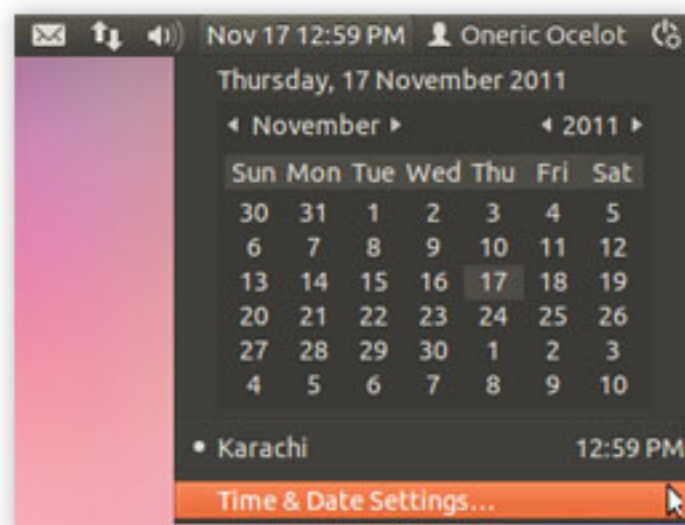 Nov 17 12:59 PM Oneric Ocelot
Thursday, 17 November 2011
November 2011
Sun Mon Tue Wed Thu Fri Sat
30 31 1 2 3 4 5
6 7 8 9 10 11 12
13 14 15 16 17 18 19
20 21 22 23 24 25 26
27 28 29 30 1 2 3
4 5 6 7 8 9 10
Karachi 12:59 PM
Time & Date Settings...